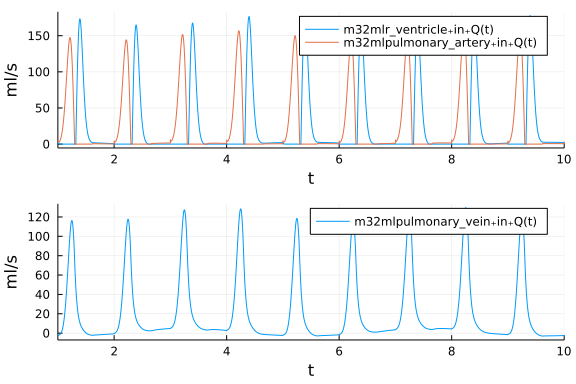 150
100
50
0
ml/s
m32mlr_ventricle₊in₊Q(t)
m32mlpulmonary_artery₊in₊Q(t)
2 4 6 8 10
t
120
100
80
60
40
20
0
ml/s
m32mlpulmonary_vein₊in₊Q(t)
2 4 6 8 10
t